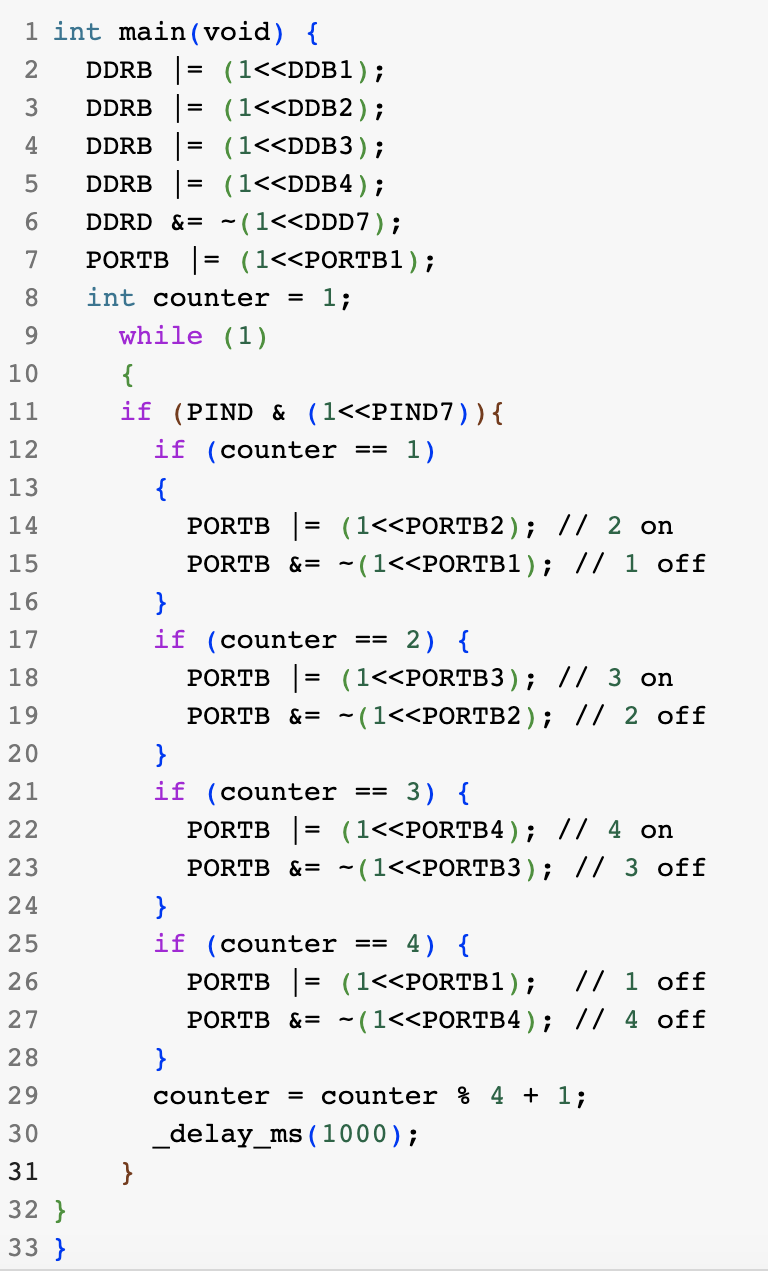 1 int main(void) {
2   DDRB |= (1<<DDB1);
3   DDRB |= (1<<DDB2);
4   DDRB |= (1<<DDB3);
5   DDRB |= (1<<DDB4);
6   DDRD &= ~(1<<DDD7);
7   PORTB |= (1<<PORTB1);
8   int counter = 1;
9     while (1)
10     {
11     if (PIND & (1<<PIND7)){
12       if (counter == 1)
13       {
14         PORTB |= (1<<PORTB2); // 2 on
15         PORTB &= ~(1<<PORTB1); // 1 off
16       }
17       if (counter == 2) {
18         PORTB |= (1<<PORTB3); // 3 on
19         PORTB &= ~(1<<PORTB2); // 2 off
20       }
21       if (counter == 3) {
22         PORTB |= (1<<PORTB4); // 4 on
23         PORTB &= ~(1<<PORTB3); // 3 off
24       }
25       if (counter == 4) {
26         PORTB |= (1<<PORTB1);  // 1 off
27         PORTB &= ~(1<<PORTB4); // 4 off
28       }
29       counter = counter % 4 + 1;
30       _delay_ms(1000);
31     }
32 }
33 }